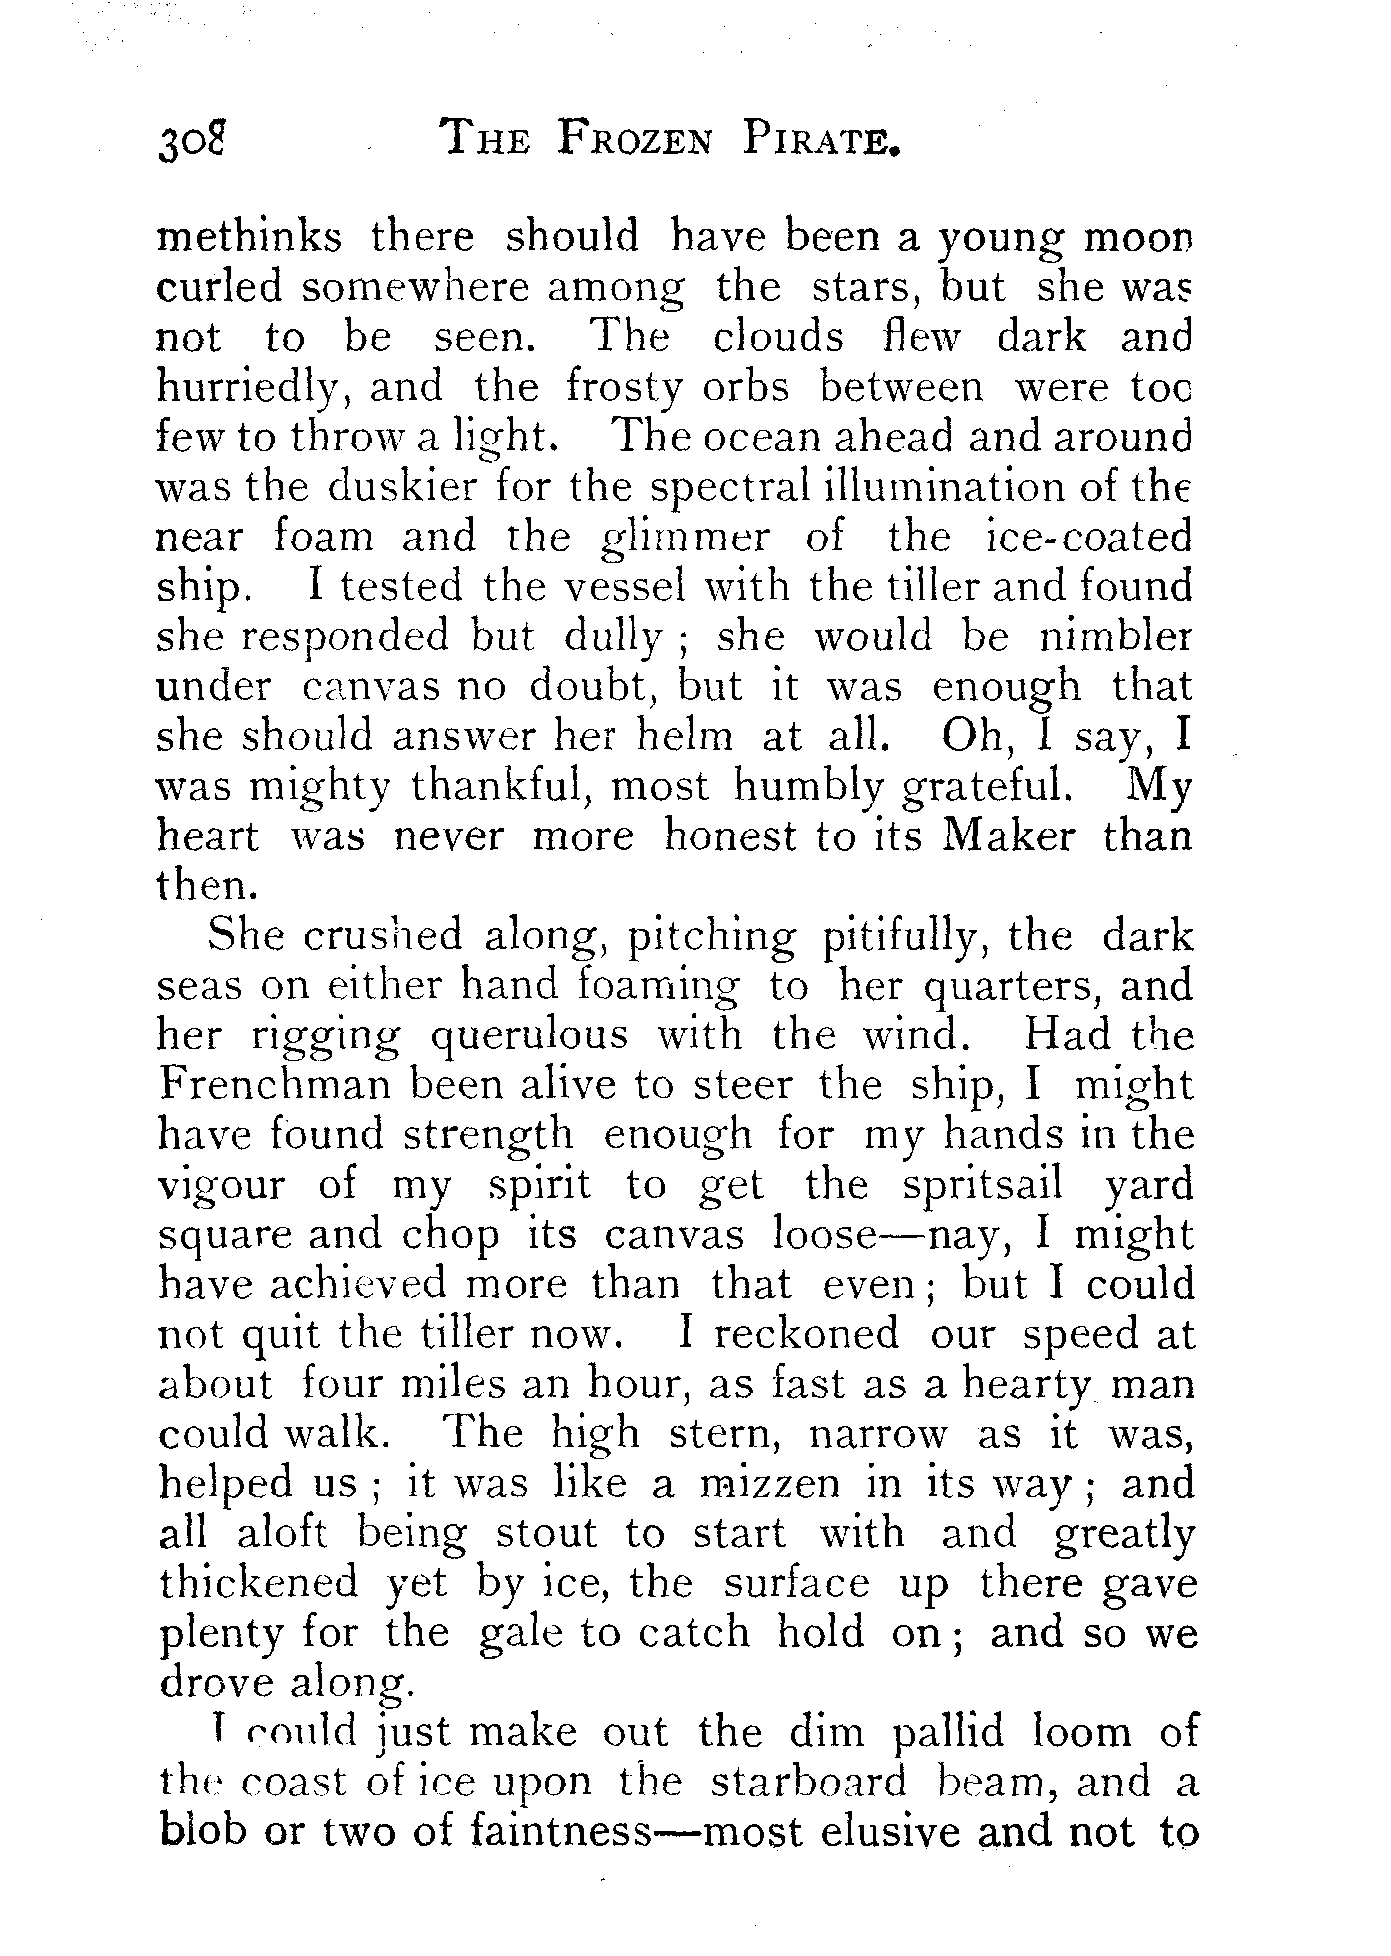 308 THE FROZEN PIRATE.
methinks there should have been a young moon
curled somewhere among the stars, but she was
not to be seen. The clouds flew dark and
hurriedly, and the frosty orbs between were too
few to throw a light. The ocean ahead and around
was the duskier for the spectral illumination of the
near foam and the glimmer of the ice-coated
ship. I tested the vessel with the tiller and found
she responded but dully ; she would be nimbler
under canvas no doubt, but it was enough that
she should answer her helm at all. Oh, I say, I
was mighty thankful, most humbly grateful. My
heart was never more honest to its Maker than
then.
She crushed along, pitching pitifully, the dark
seas on either hand foaming to her quarters, and
her rigging querulous with the wind. Had the
Frenchman been alive to steer the ship, I might
have found strength enough for my hands in the
vigour of my spirit to get the spritsail yard
square and chop its canvas loose—nay, I might
have achieved more than that even ; but I could
not quit the tiller now. I reckoned our speed at
about four miles an hour, as fast as a hearty man
could walk. The high stern, narrow as it was,
helped us ; it was like a mizzen in its way ; and
all aloft being stout to start with and greatly
thickened yet by ice, the surface up there gave
plenty for the gale to catch hold on ; and so we
drove along.
I could just make out the dim pallid loom of
the coast of ice upon the starboard beam, and a
blob or two of faintness—most elusive and not to